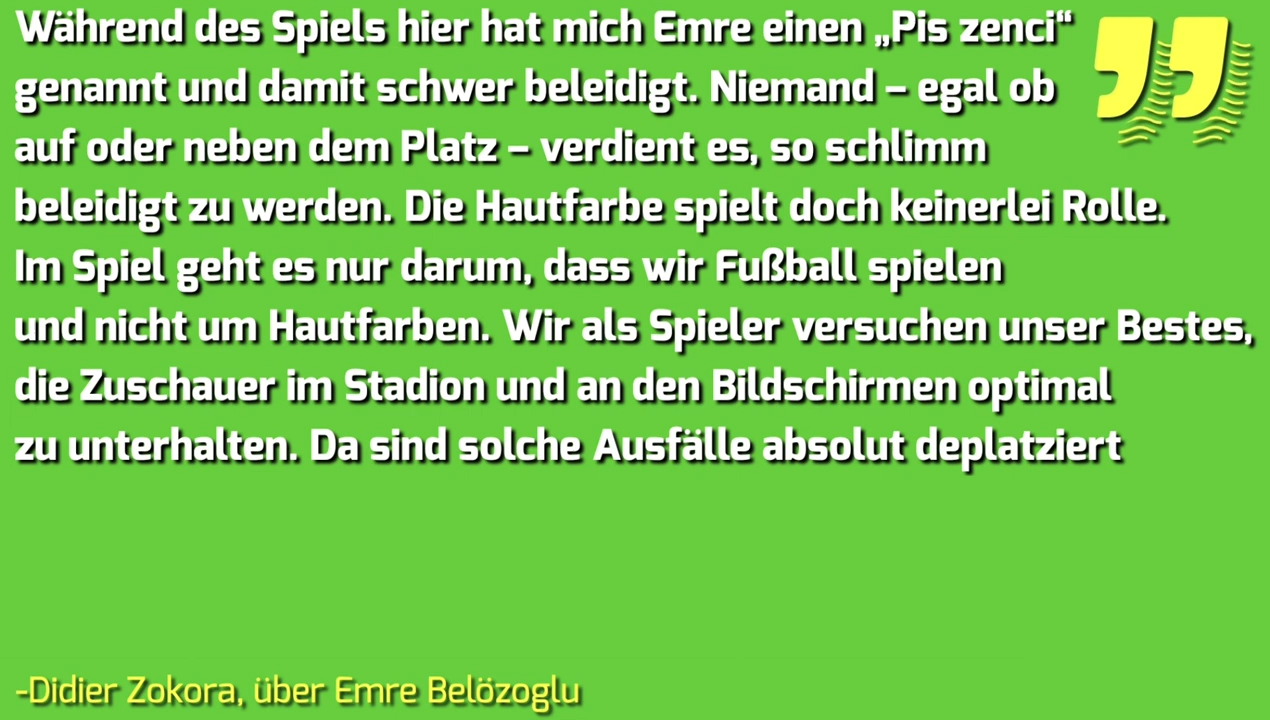 Während des Spiels hier hat mich Emre einen „Pis zenci“
genannt und damit schwer beleidigt. Niemand – egal ob
auf oder neben dem Platz – verdient es, so schlimm
beleidigt zu werden. Die Hautfarbe spielt doch keinerlei Rolle.
Im Spiel geht es nur darum, dass wir Fußball spielen
und nicht um Hautfarben. Wir als Spieler versuchen unser Bestes,
die Zuschauer im Stadion und an den Bildschirmen optimal
zu unterhalten. Da sind solche Ausfälle absolut deplatziert
-Didier Zokora, über Emre Belözoglu